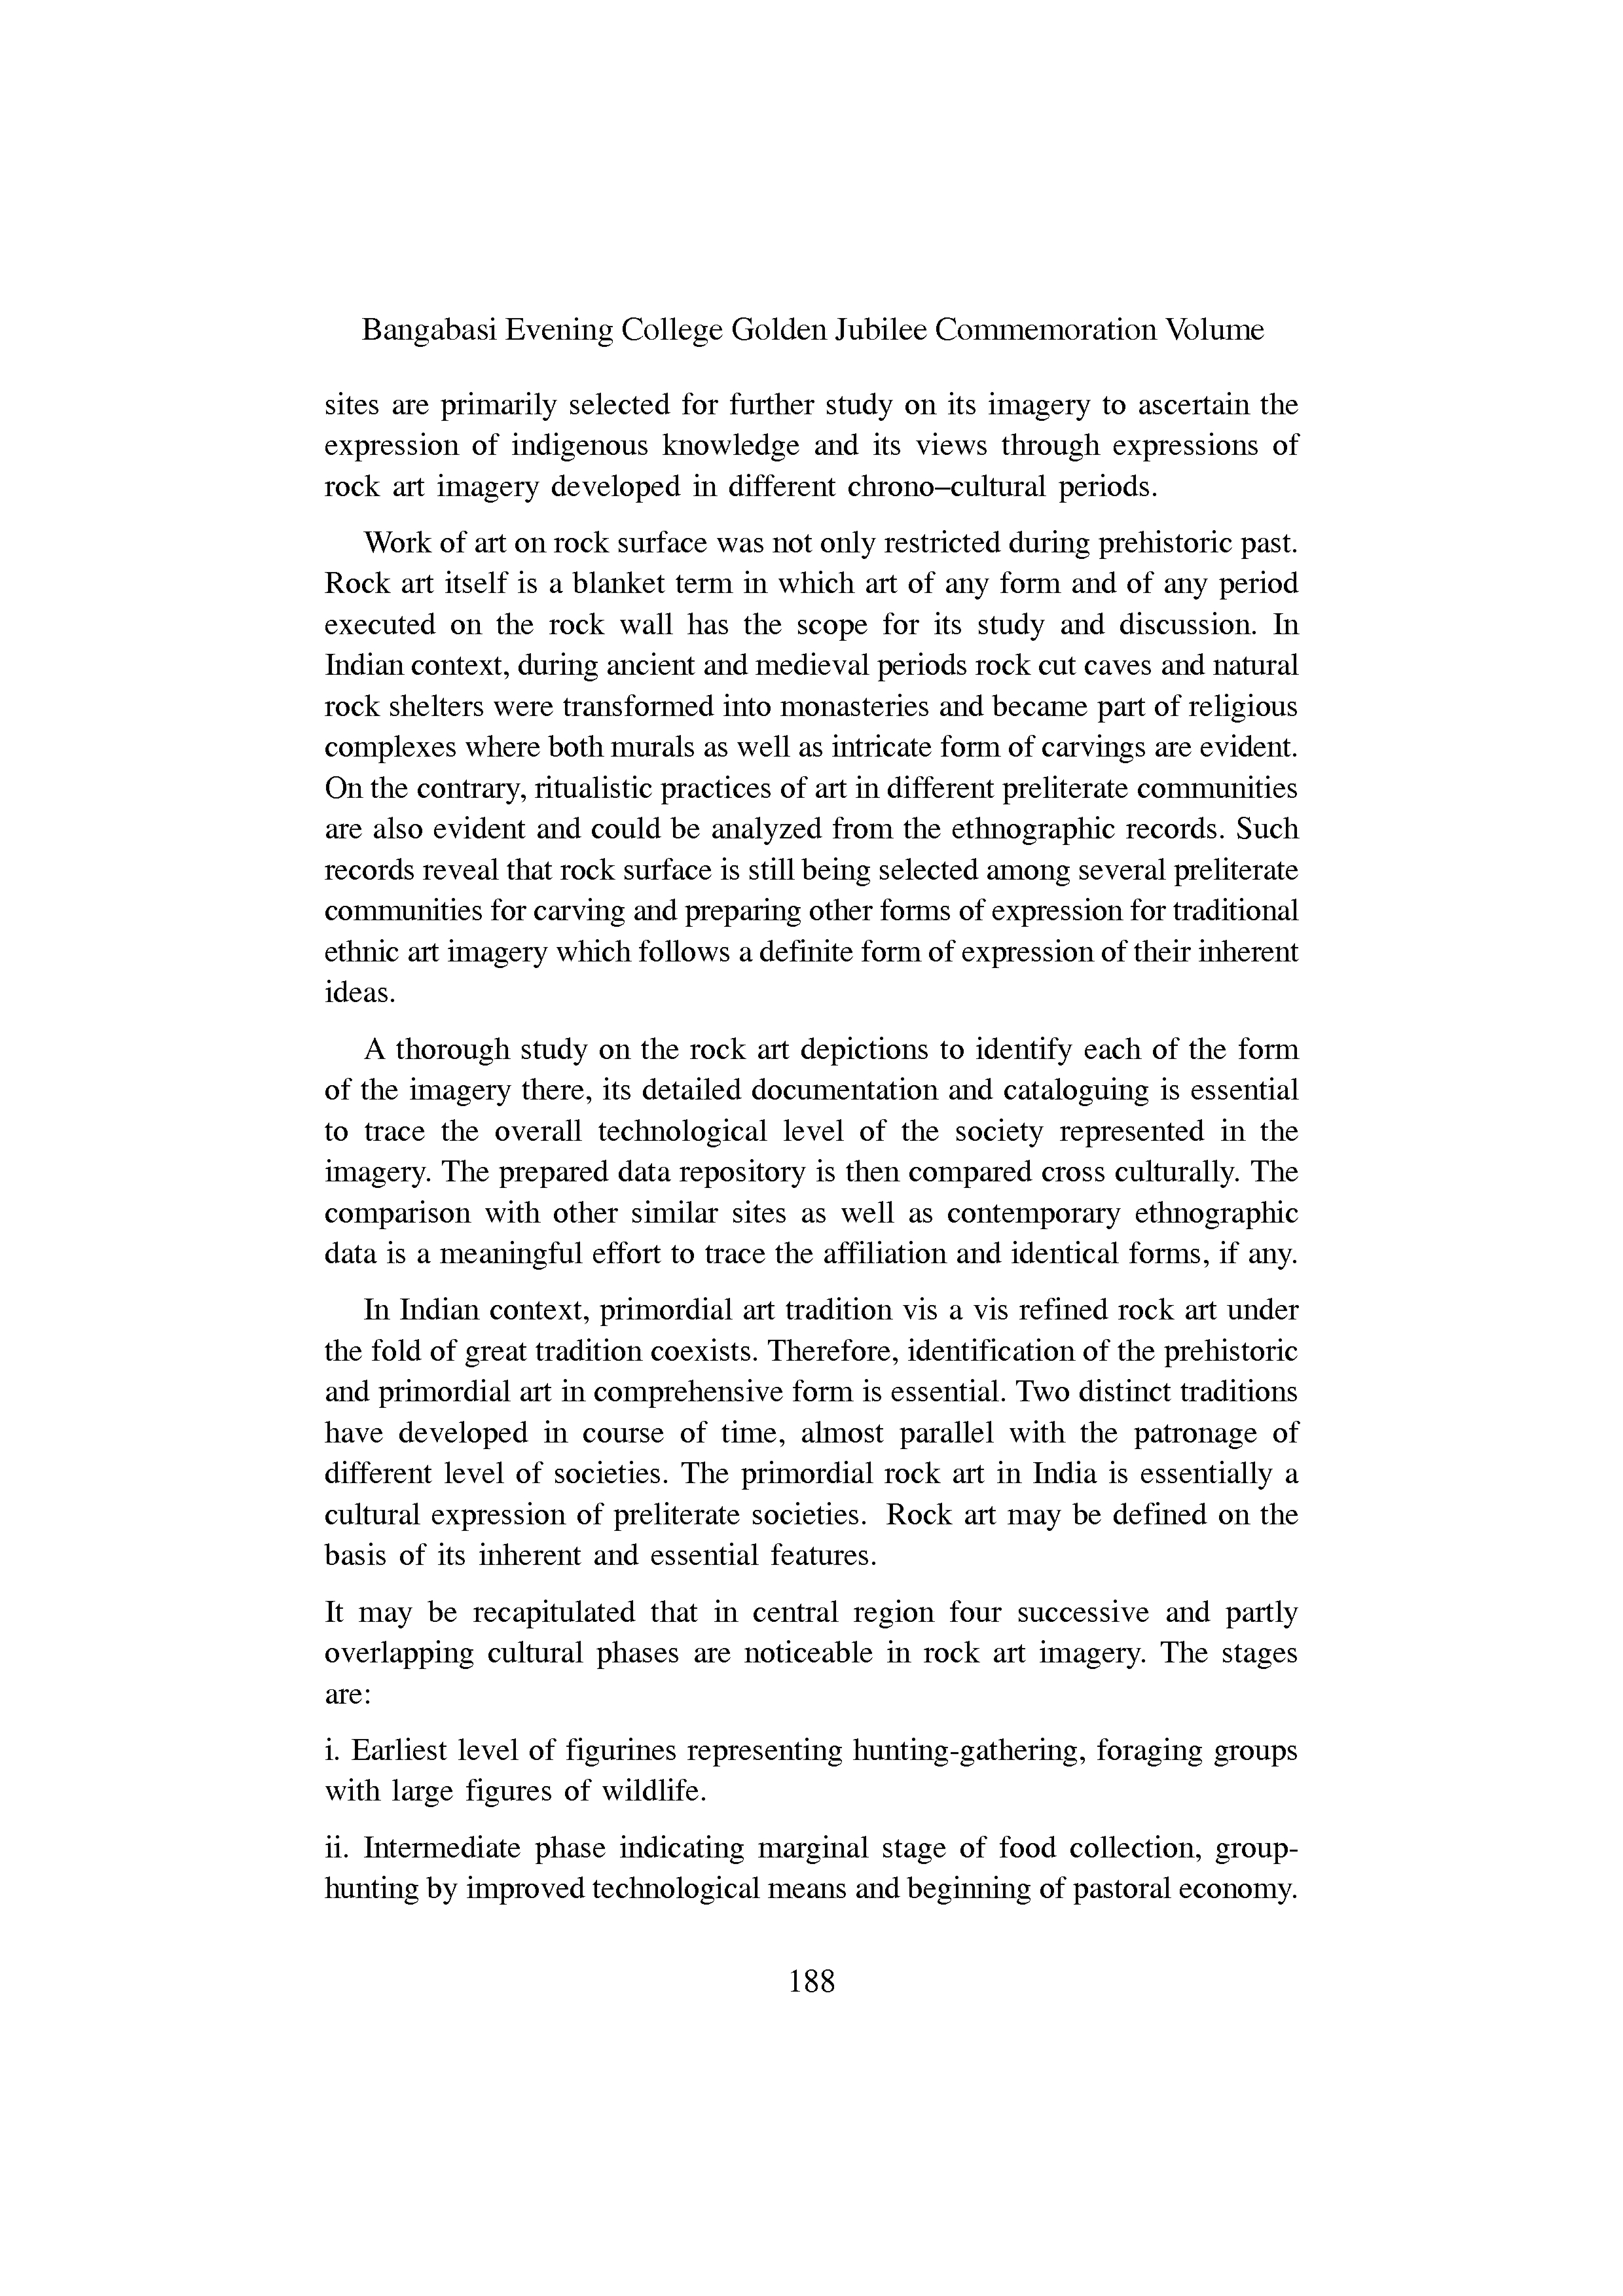 Bangabasi Evening College Golden Jubilee Commemoration Volume
sites are primarily selected for further study on its imagery to ascertain the
expression of indigenous knowledge and its views through expressions of
rock art imagery developed in different chrono–cultural periods.
Work of art on rock surface was not only restricted during prehistoric past.
Rock art itself is a blanket term in which art of any form and of any period
executed on the rock wall has the scope for its study and discussion. In
Indian context, during ancient and medieval periods rock cut caves and natural
rock shelters were transformed into monasteries and became part of religious
complexes where both murals as well as intricate form of carvings are evident.
On the contrary, ritualistic practices of art in different preliterate communities
are also evident and could be analyzed from the ethnographic records. Such
records reveal that rock surface is still being selected among several preliterate
communities for carving and preparing other forms of expression for traditional
ethnic art imagery which follows a definite form of expression of their inherent
ideas.
A thorough study on the rock art depictions to identify each of the form
of the imagery there, its detailed documentation and cataloguing is essential
to trace the overall technological level of the society represented in the
imagery. The prepared data repository is then compared cross culturally. The
comparison with other similar sites as well as contemporary ethnographic
data is a meaningful effort to trace the affiliation and identical forms, if any.
In Indian context, primordial art tradition vis a vis refined rock art under
the fold of great tradition coexists. Therefore, identification of the prehistoric
and primordial art in comprehensive form is essential. Two distinct traditions
have developed in course of time, almost parallel with the patronage of
different level of societies. The primordial rock art in India is essentially a
cultural expression of preliterate societies. Rock art may be defined on the
basis of its inherent and essential features.
It may be recapitulated that in central region four successive and partly
overlapping cultural phases are noticeable in rock art imagery. The stages
are:
i. Earliest level of figurines representing hunting-gathering, foraging groups
with large figures of wildlife.
ii. Intermediate phase indicating marginal stage of food collection, group-
hunting by improved technological means and beginning of pastoral economy.
188